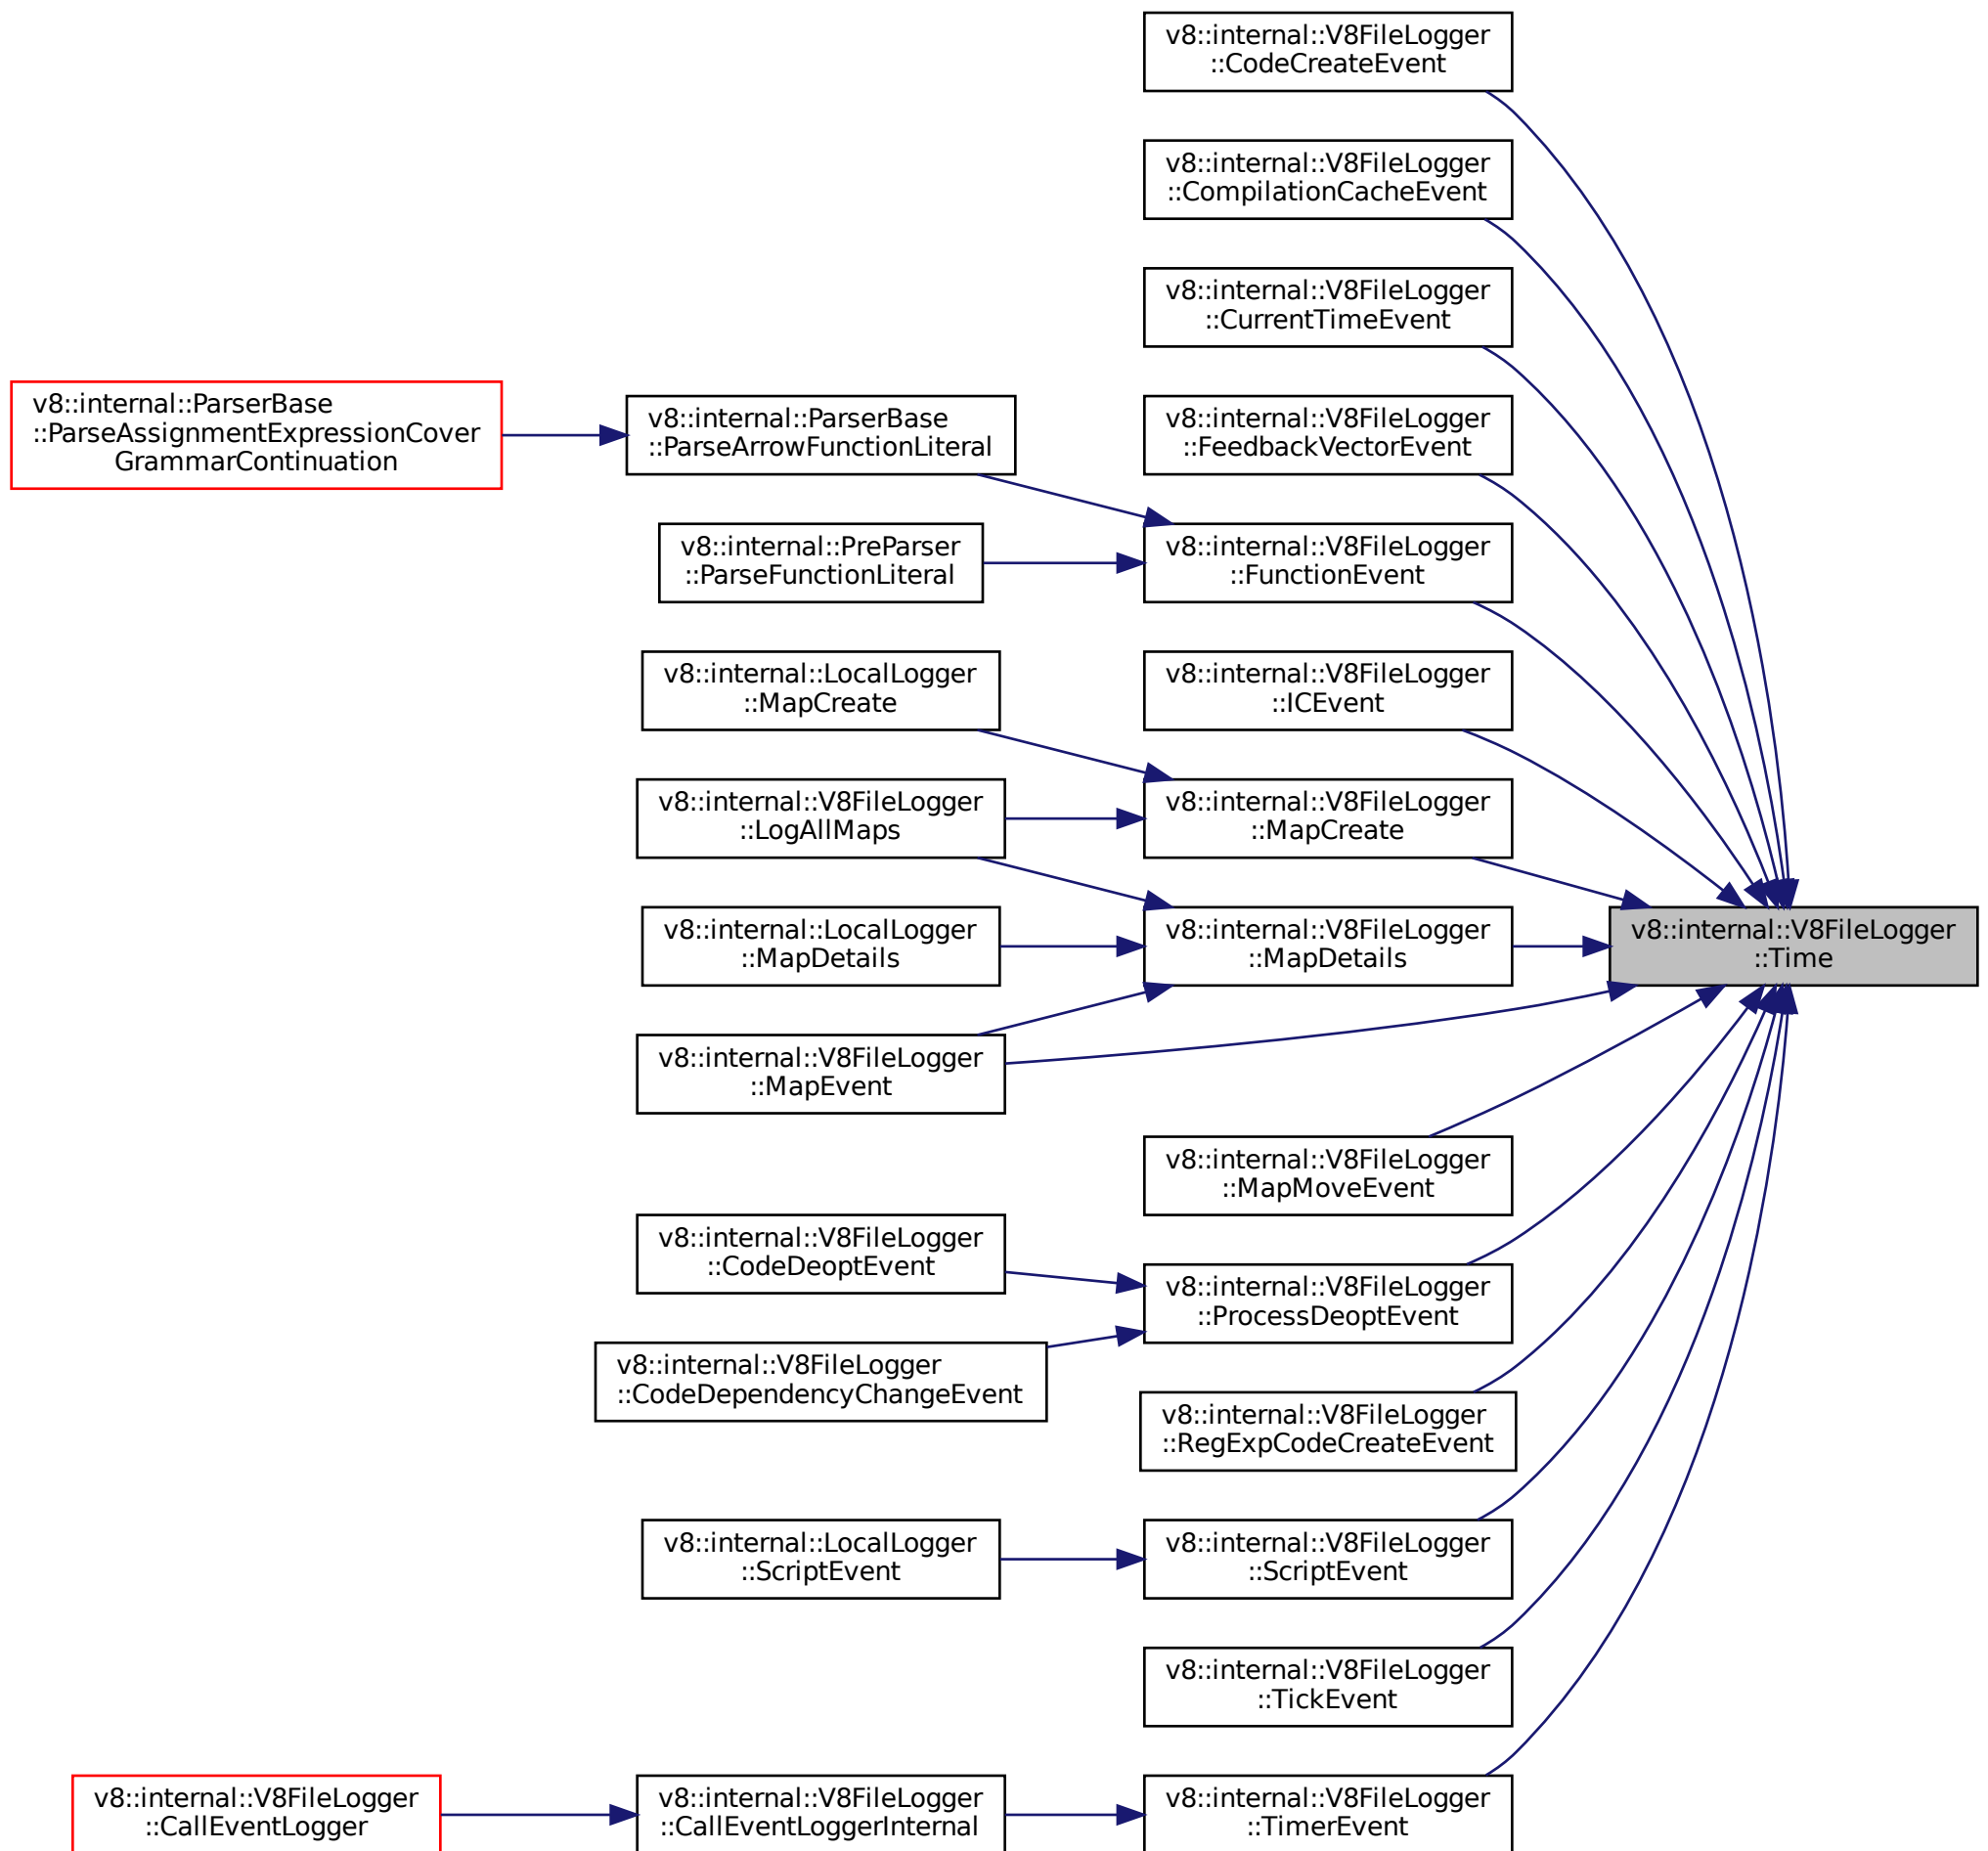 v8::internal::V8FileLogger
::CodeCreateEvent
v8::internal::V8FileLogger
::CompilationCacheEvent
v8::internal::V8FileLogger
::CurrentTimeEvent
v8::internal::ParserBase
::ParseAssignmentExpressionCover
GrammarContinuation
v8::internal::ParserBase
::ParseArrowFunctionLiteral
v8::internal::V8FileLogger
::FeedbackVectorEvent
v8::internal::PreParser
::ParseFunctionLiteral
v8::internal::V8FileLogger
::FunctionEvent
v8::internal::LocalLogger
::MapCreate
v8::internal::V8FileLogger
::ICEvent
v8::internal::V8FileLogger
::LogAllMaps
v8::internal::V8FileLogger
::MapCreate
v8::internal::LocalLogger
::MapDetails
v8::internal::V8FileLogger
::MapDetails
v8::internal::V8FileLogger
::Time
v8::internal::V8FileLogger
::MapEvent
v8::internal::V8FileLogger
::MapMoveEvent
v8::internal::V8FileLogger
::CodeDeoptEvent
v8::internal::V8FileLogger
::ProcessDeoptEvent
v8::internal::V8FileLogger
::CodeDependencyChangeEvent
v8::internal::V8FileLogger
::RegExpCodeCreateEvent
v8::internal::LocalLogger
::ScriptEvent
v8::internal::V8FileLogger
::ScriptEvent
v8::internal::V8FileLogger
::TickEvent
v8::internal::V8FileLogger
::CallEventLogger
v8::internal::V8FileLogger
::CallEventLoggerInternal
v8::internal::V8FileLogger
::TimerEvent